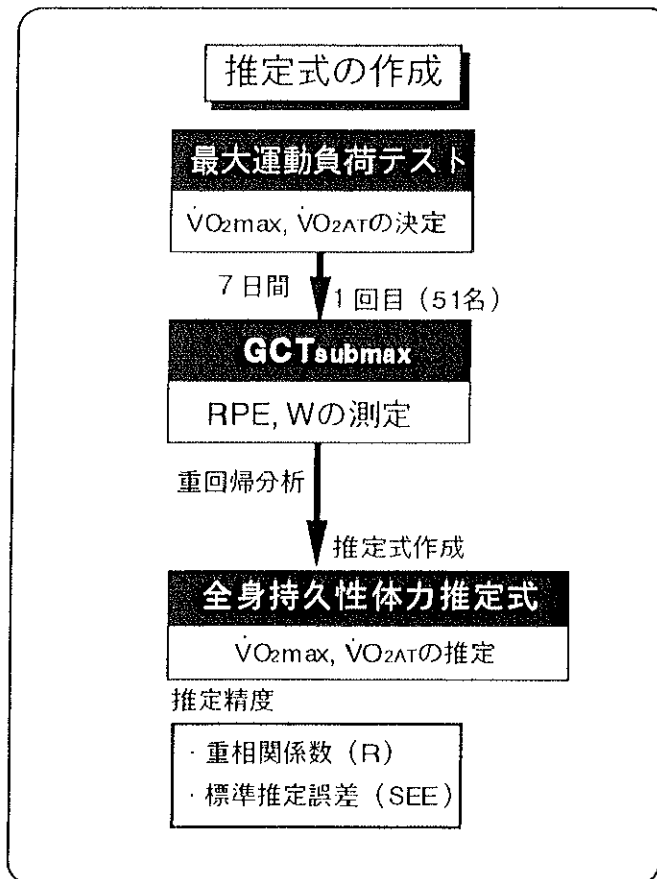 推定式の作成
最大運動負荷テスト
V̇O2max, V̇O2ATの決定
7日間
1回目（51名）
GCTsubmax
RPE, Wの測定
重回帰分析
推定式作成
全身持久性体力推定式
V̇O2max, V̇O2ATの推定
推定精度
・重相関係数（R）
・標準推定誤差（SEE）